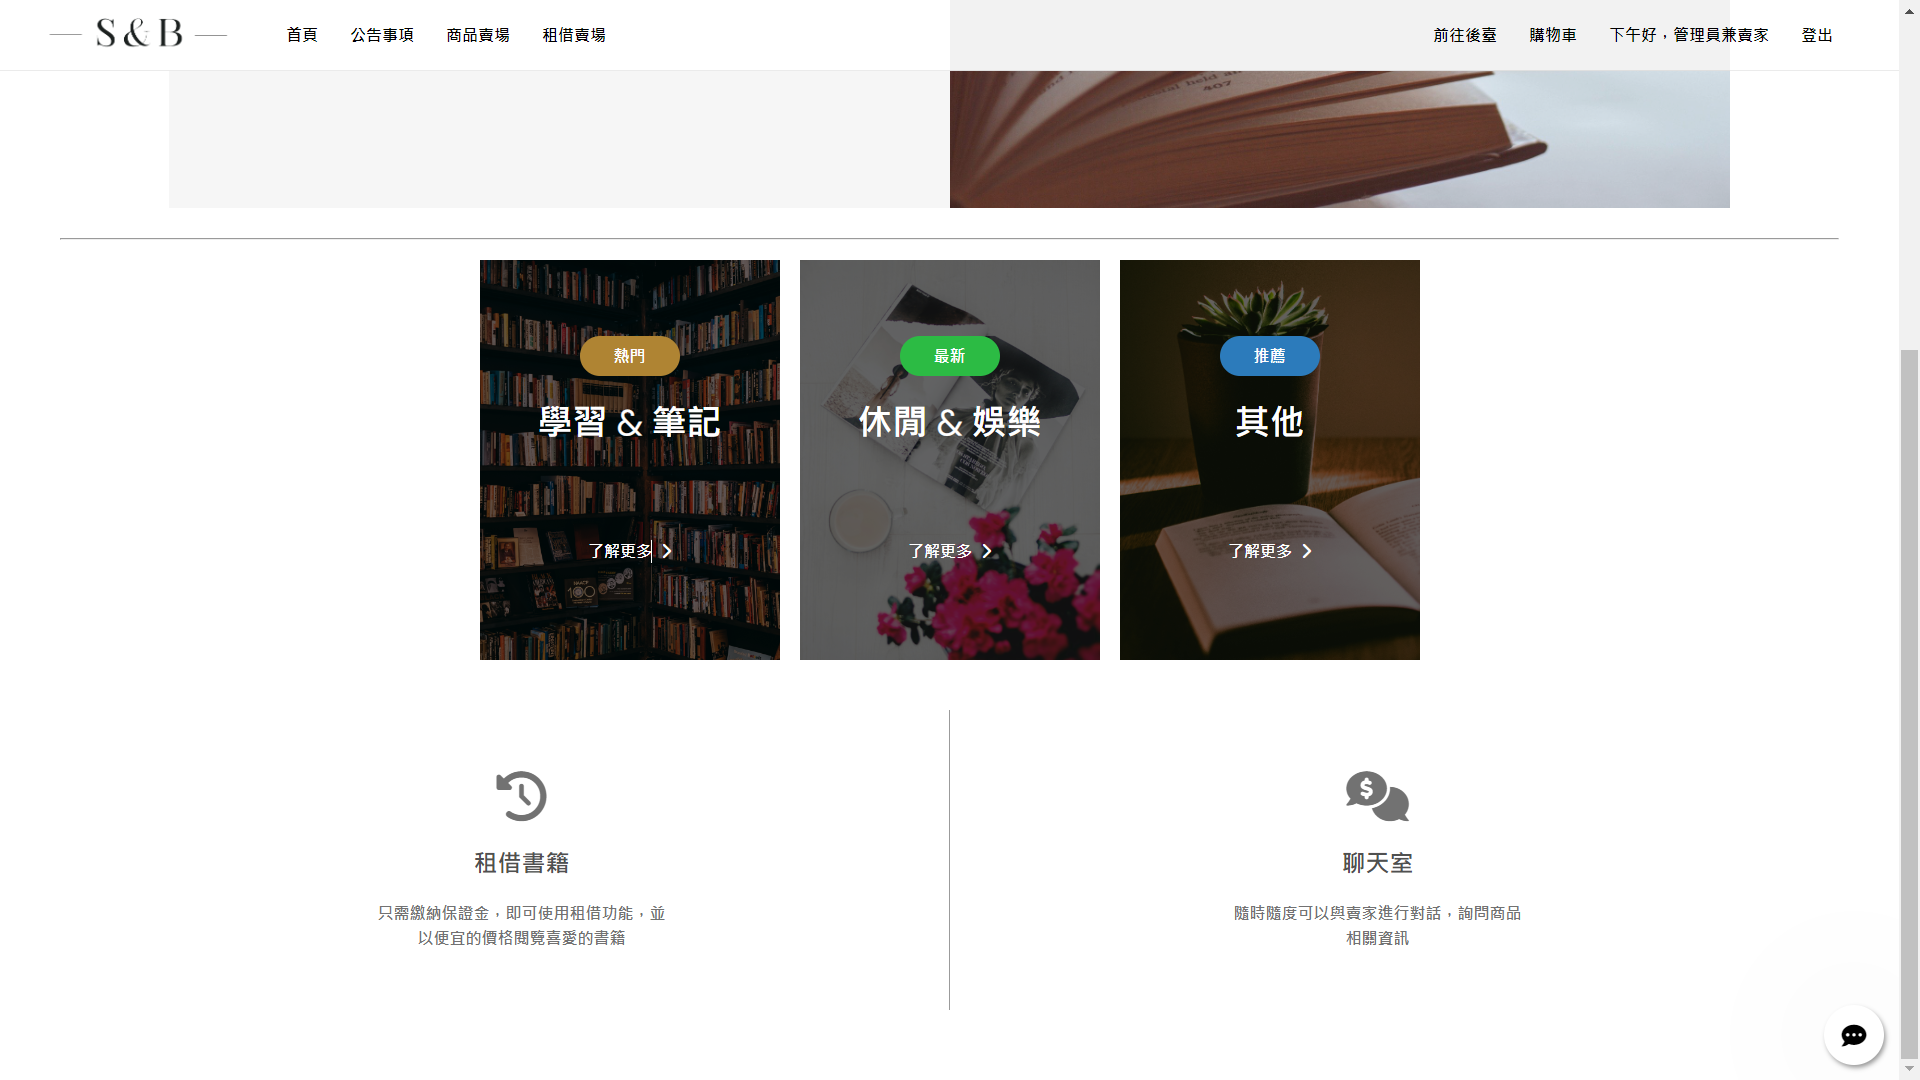 S & B 首頁 公告事項 商品賣場 租借賣場 前往後臺 購物車 下午好，管理員兼賣家 登出
407
熱門 最新 推薦
學習 & 筆記 休閒 & 娛樂 其他
了解更多 了解更多 了解更多
租借書籍 聊天室
只需繳納保證金，即可使用租借功能，並
以便宜的價格閱覽喜愛的書籍
隨時隨度可以與賣家進行對話，詢問商品
相關資訊